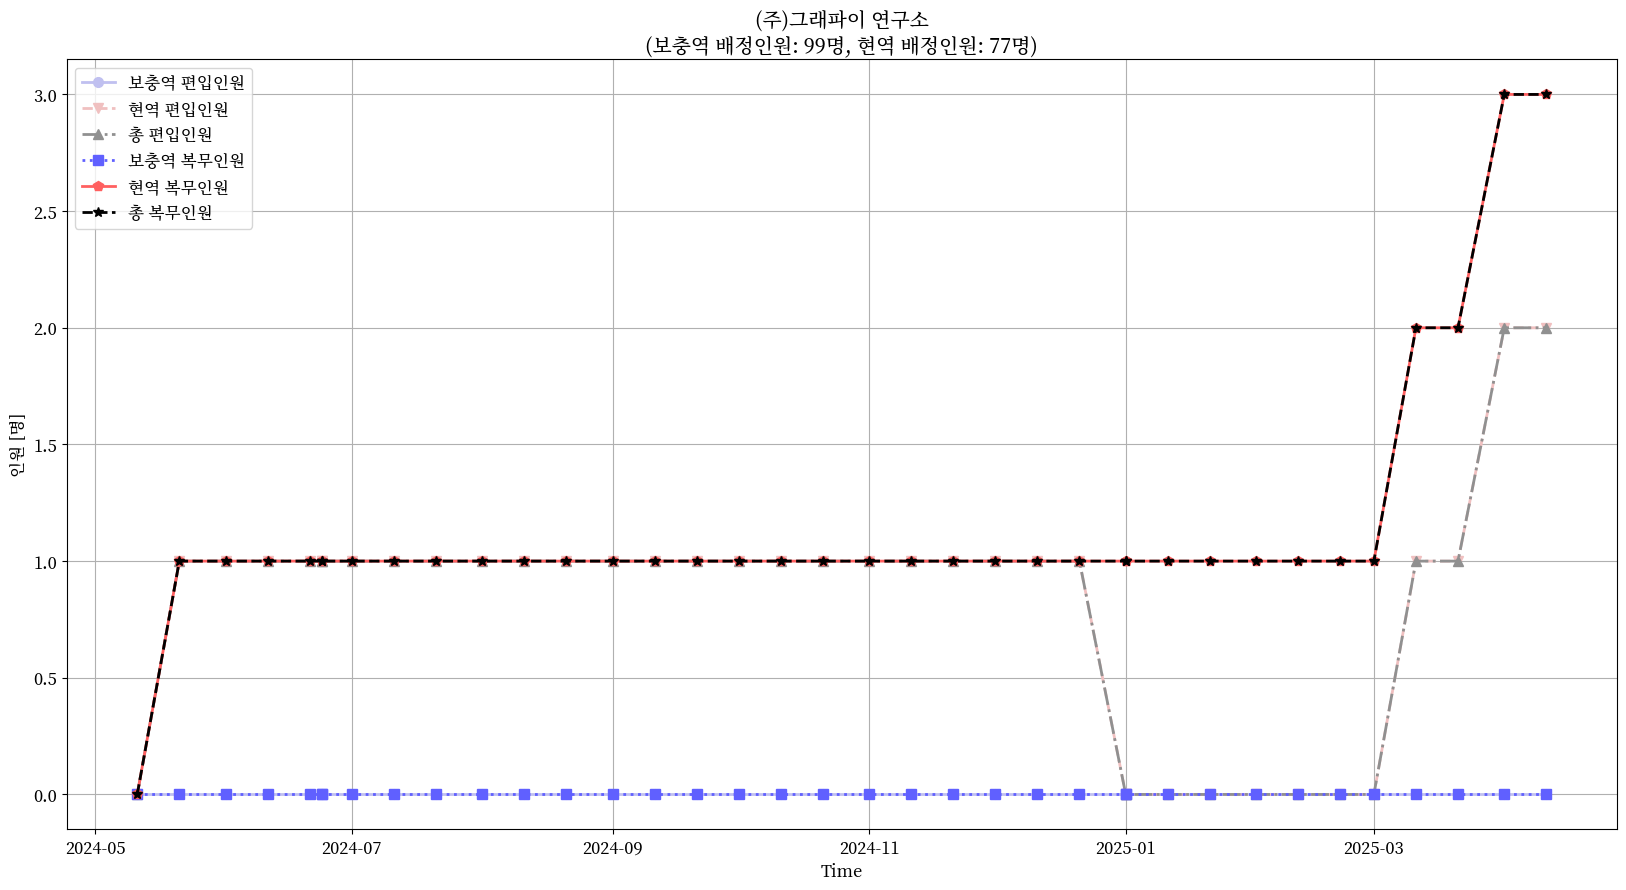 (주)그래파이 연구소
(보충역 배정인원: 99명, 현역 배정인원: 77명)
보충역 편입인원
현역 편입인원
총 편입인원
보충역 복무인원
현역 복무인원
총 복무인원
3.0
2.5
2.0
1.5
1.0
0.5
0.0
인원 [명]
2024-05
2024-07
2024-09
2024-11
2025-01
2025-03
Time